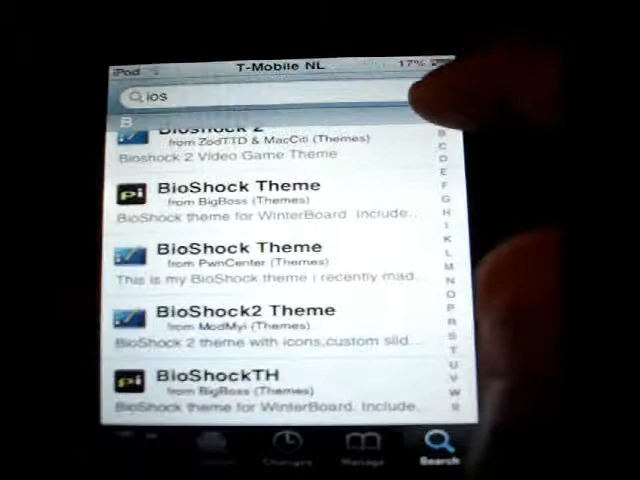 iPod T-Mobile NL 17%
ios
B
Bioshock 2
from ZodTTD & MacCiti (Themes)
Bioshock 2 Video Game Theme
BioShock Theme
from BigBoss (Themes)
BioShock theme for WinterBoard. Include...
BioShock Theme
from PwnCenter (Themes)
This is my BioShock theme i recently mad...
BioShock2 Theme
from ModMyi (Themes)
BioShock 2 theme with icons,custom slid...
BioShockTH
from BigBoss (Themes)
BioShock theme for WinterBoard. Include...
B
C
D
E
F
G
H
I
K
L
M
N
O
P
R
S
T
U
V
W
Changes Manage Search